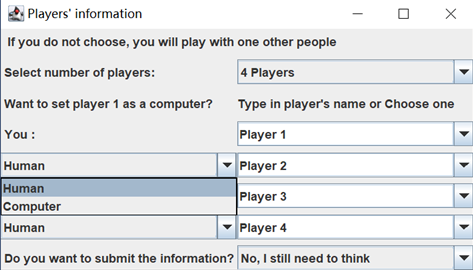 Players' information
If you do not choose, you will play with one other people
Select number of players: 4 Players
Want to set player 1 as a computer? Type in player's name or Choose one
You : Player 1
Human Player 2
Human
Player 3
Computer
Human Player 4
Do you want to submit the information? No, I still need to think